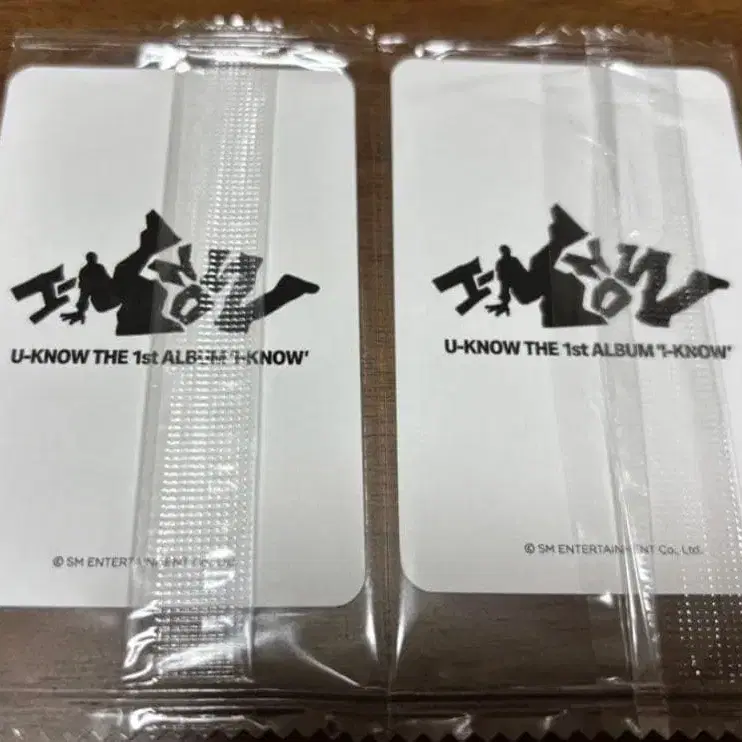 I-KNOW
U-KNOW THE 1st ALBUM 'I-KNOW'
© SM ENTERTAINMENT Co., Ltd.
I-KNOW
U-KNOW THE 1st ALBUM 'I-KNOW'
© SM ENTERTAINMENT Co., Ltd.